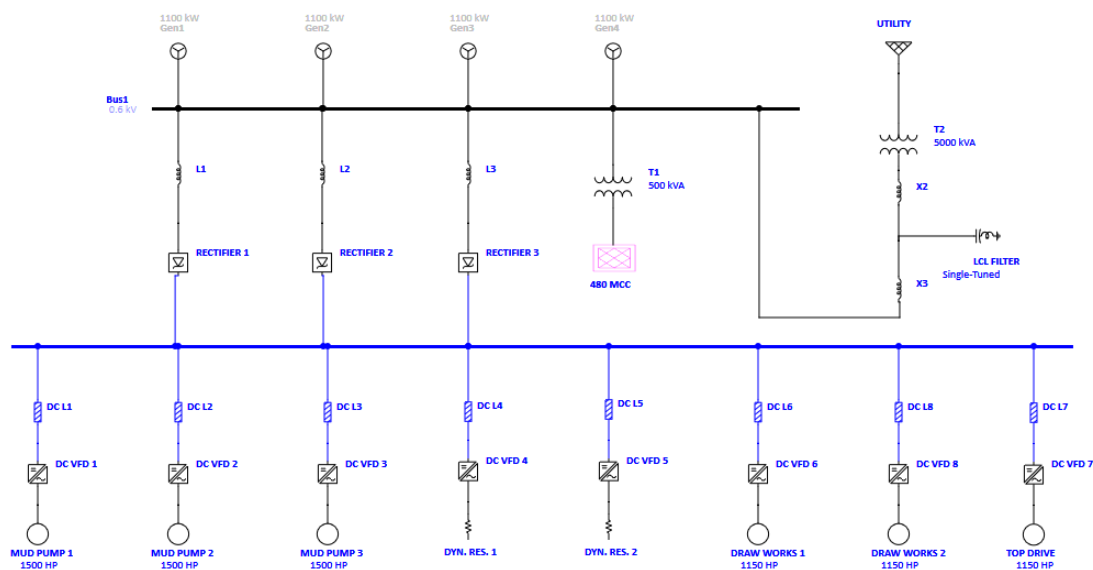 1100 kW
Gen1
1100 kW
Gen2
1100 kW
Gen3
1100 kW
Gen4
UTILITY
Bus1
0.6 kV
T2
5000 kVA
L1
L2
L3
T1
500 kVA
X2
RECTIFIER 1
RECTIFIER 2
RECTIFIER 3
LCL FILTER
Single-Tuned
480 MCC
X3
DC L1
DC L2
DC L3
DC L4
DC L5
DC L6
DC L8
DC L7
DC VFD 1
DC VFD 2
DC VFD 3
DC VFD 4
DC VFD 5
DC VFD 6
DC VFD 8
DC VFD 7
MUD PUMP 1
1500 HP
MUD PUMP 2
1500 HP
MUD PUMP 3
1500 HP
DYN. RES. 1
DYN. RES. 2
DRAW WORKS 1
1150 HP
DRAW WORKS 2
1150 HP
TOP DRIVE
1150 HP